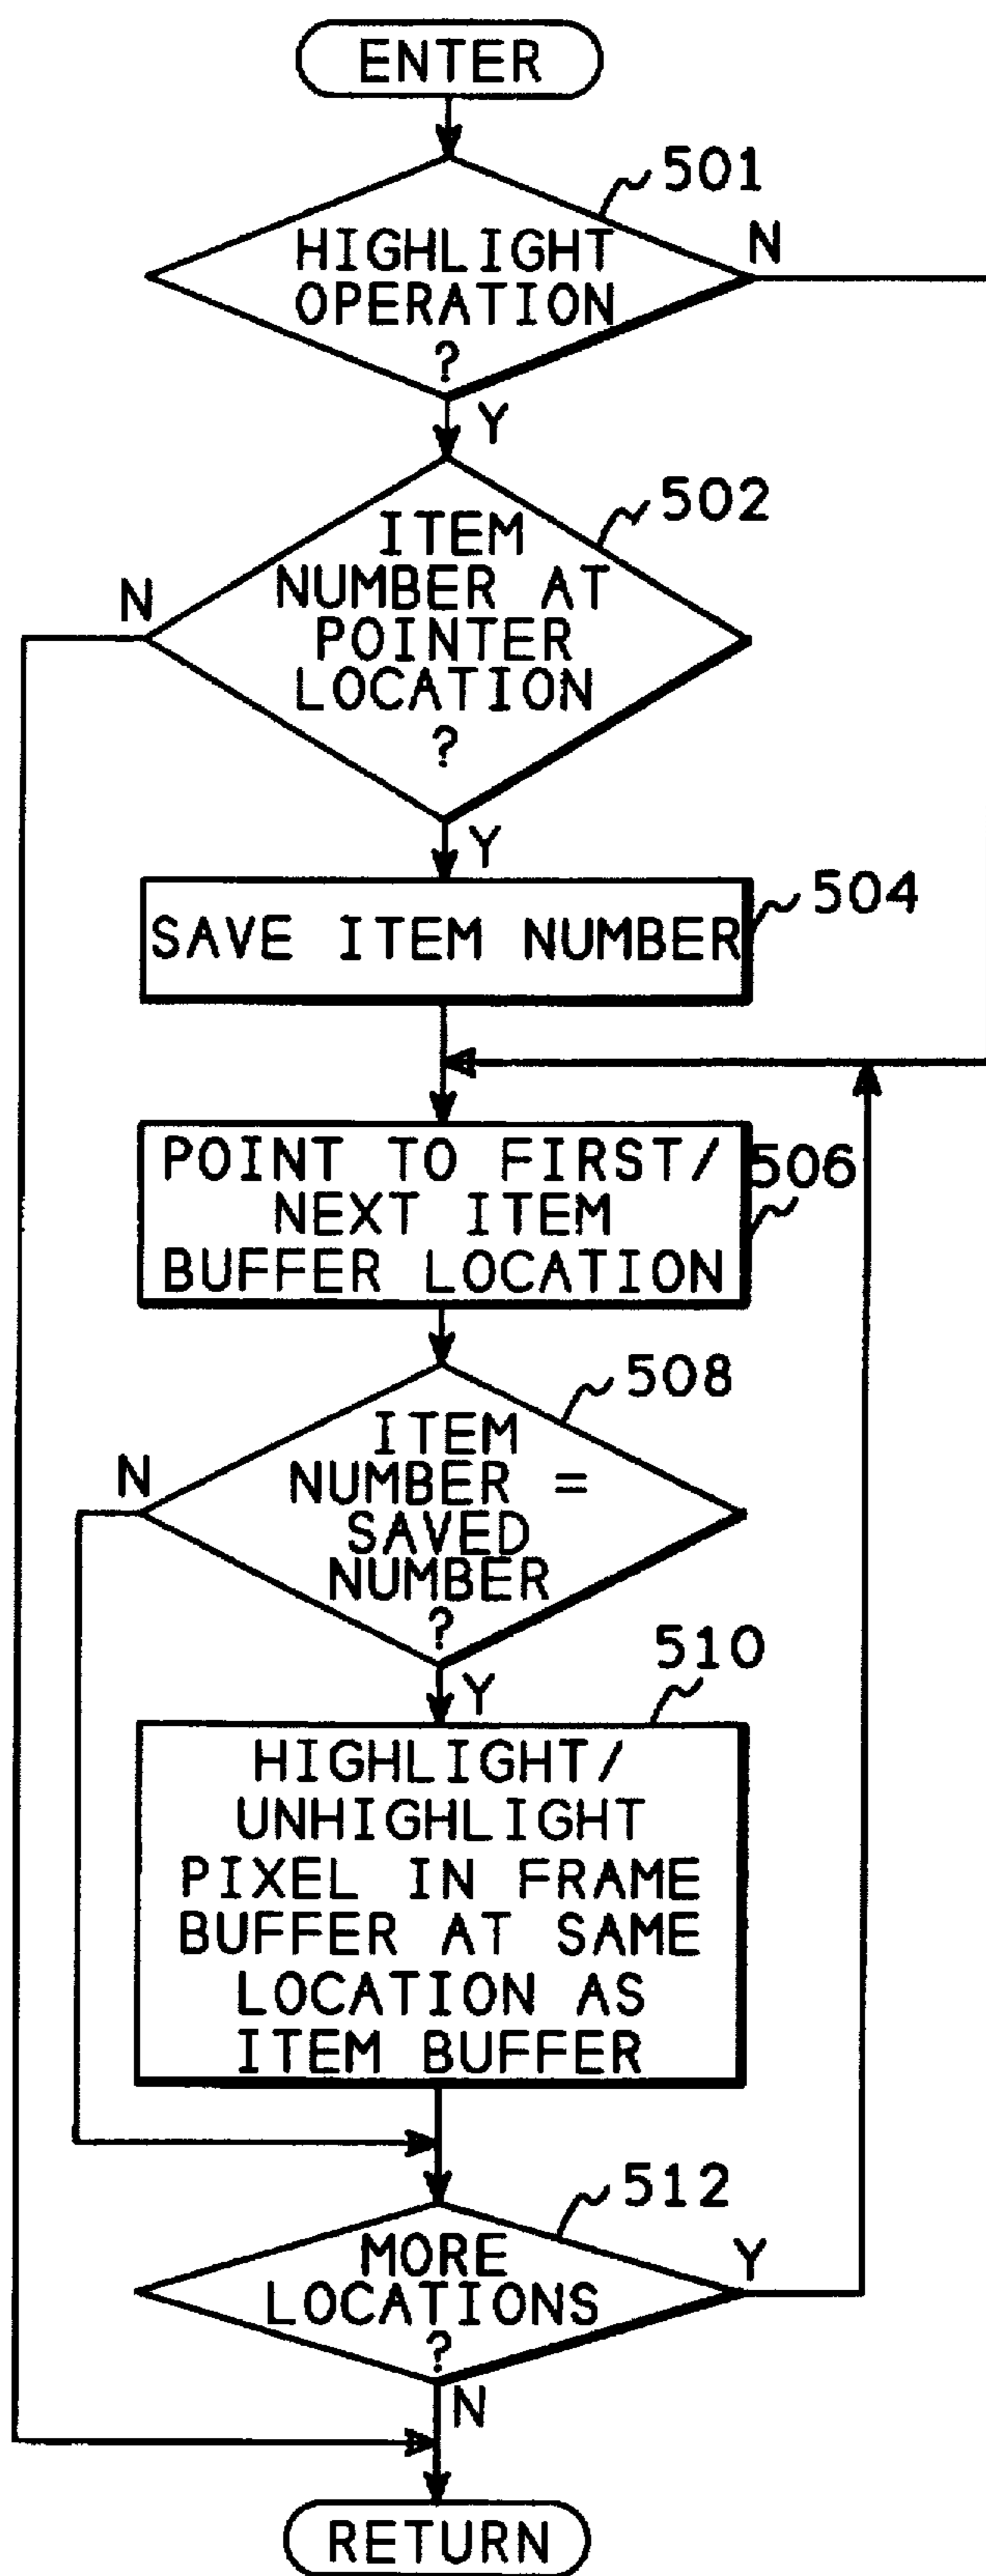 ENTER
501
HIGHLIGHT
OPERATION
?
N
Y
502
ITEM
NUMBER AT
POINTER
LOCATION
?
N
Y
504
SAVE ITEM NUMBER
POINT TO FIRST/
NEXT ITEM
BUFFER LOCATION
506
508
ITEM
NUMBER =
SAVED
NUMBER
?
N
Y
510
HIGHLIGHT/
UNHIGHLIGHT
PIXEL IN FRAME
BUFFER AT SAME
LOCATION AS
ITEM BUFFER
512
MORE
LOCATIONS
?
Y
N
RETURN